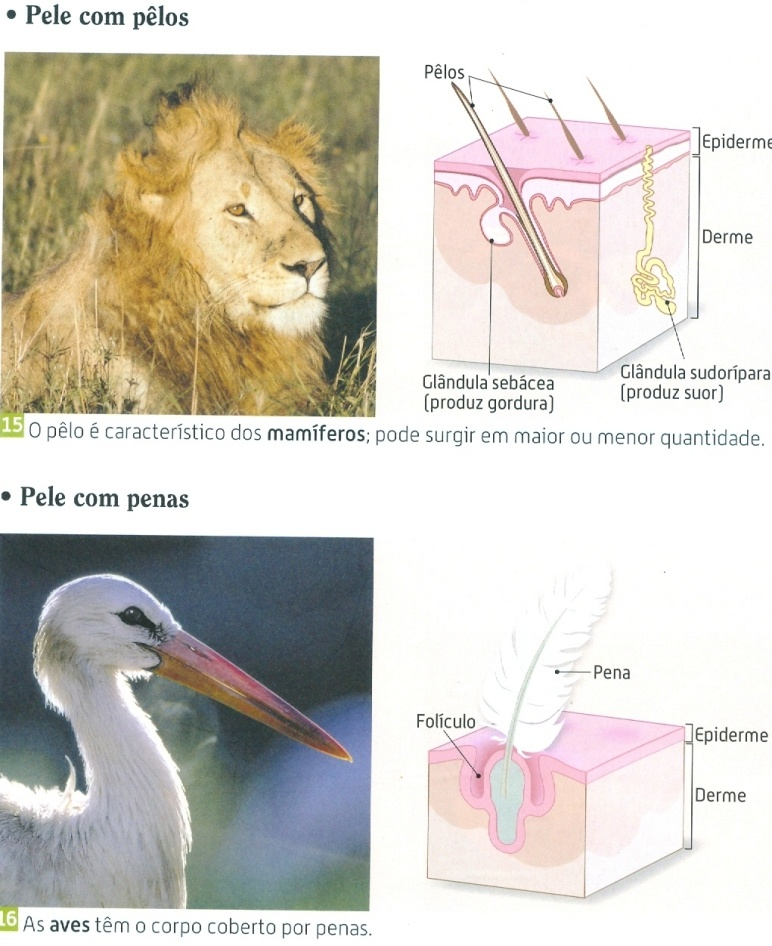 • Pele com pêlos
Pêlos
Epiderme
Derme
Glândula sebácea
(produz gordura)
Glândula sudorípara
(produz suor)
15 O pêlo é característico dos mamíferos; pode surgir em maior ou menor quantidade.
• Pele com penas
Pena
Folículo
Epiderme
Derme
16 As aves têm o corpo coberto por penas.